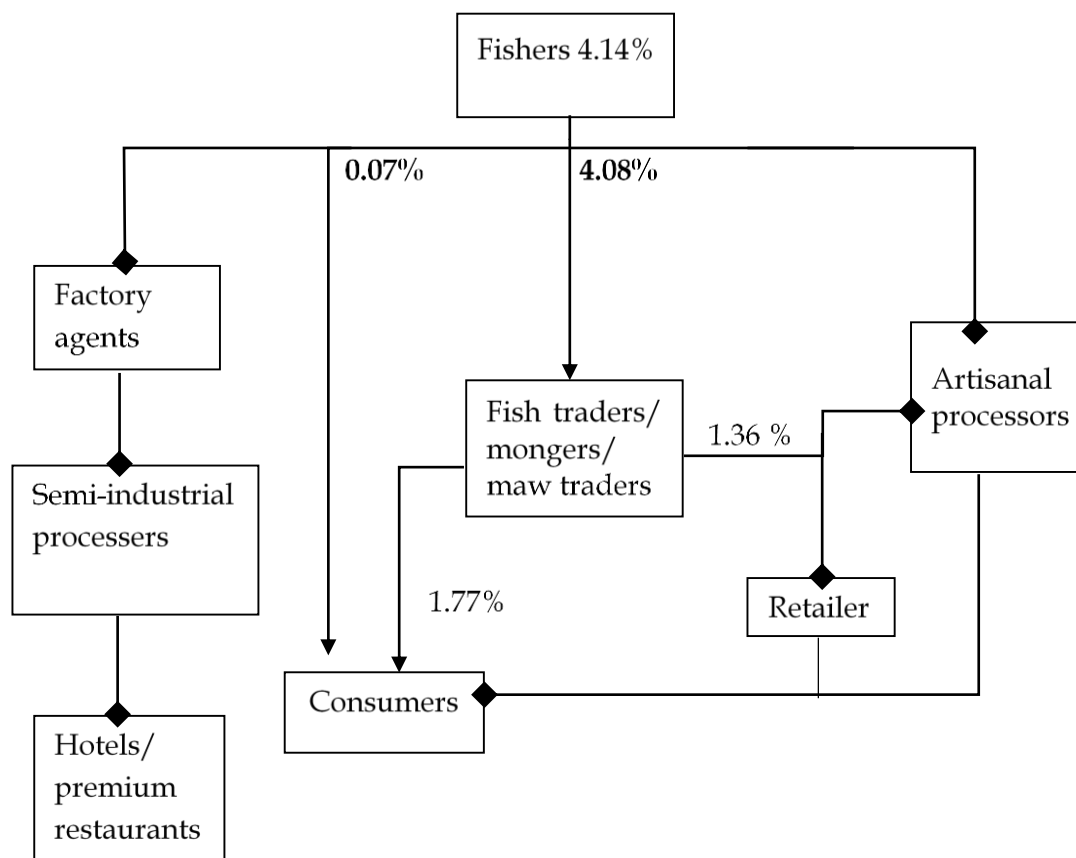 Fishers 4.14%
0.07%
4.08%
Factory
agents
Fish traders/
mongers/
maw traders
1.36 %
Artisanal
processors
Semi-industrial
processers
1.77%
Retailer
Consumers
Hotels/
premium
restaurants